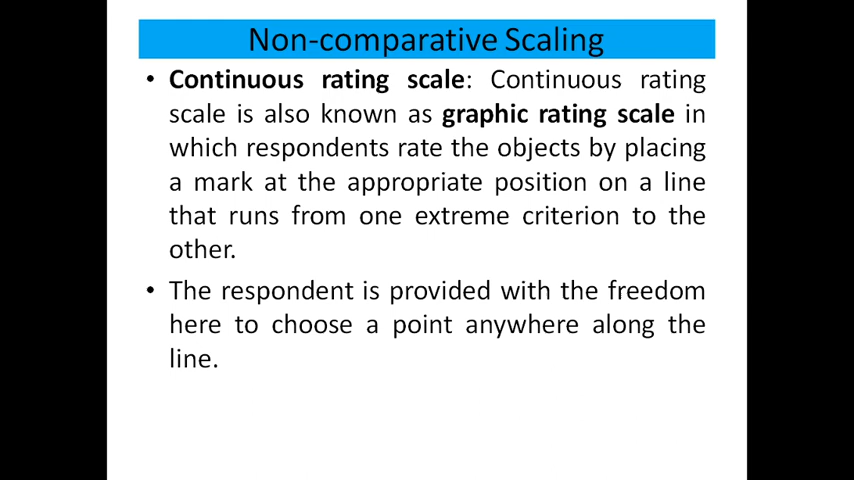 Non-comparative Scaling
• Continuous rating scale: Continuous rating
scale is also known as graphic rating scale in
which respondents rate the objects by placing
a mark at the appropriate position on a line
that runs from one extreme criterion to the
other.
• The respondent is provided with the freedom
here to choose a point anywhere along the
line.